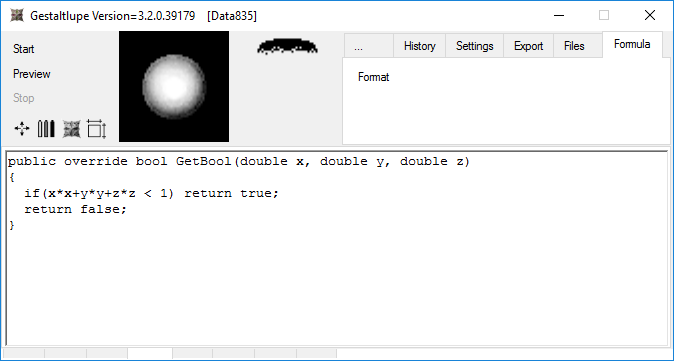 Gestaltlupe Version=3.2.0.39179 [Data835]
Start
Preview
Stop
... History Settings Export Files Formula
Format
public override bool GetBool(double x, double y, double z)
{
if(x*x+y*y+z*z < 1) return true;
return false;
}